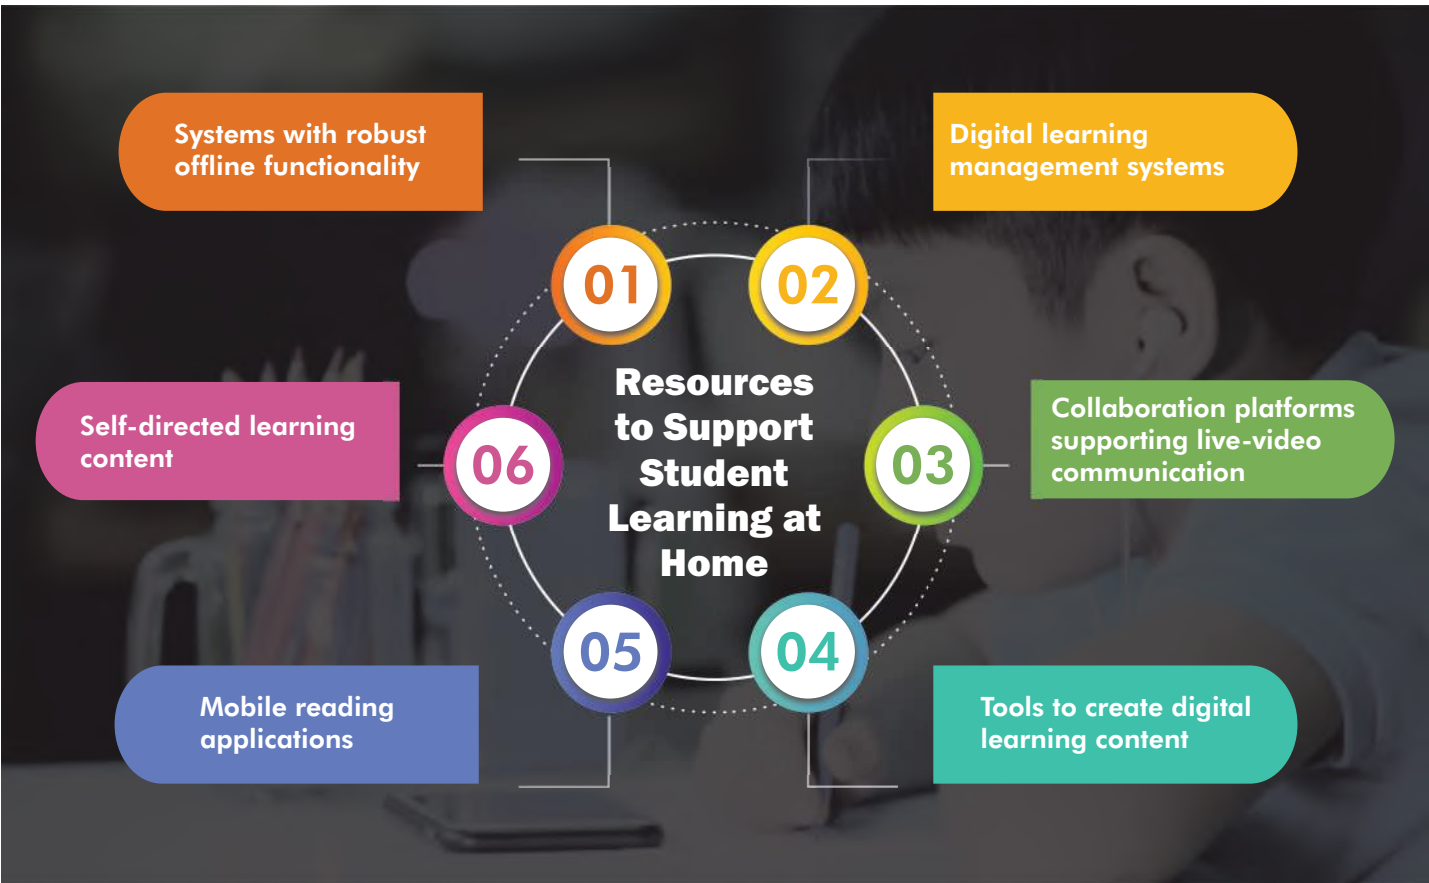 Resources
to Support
Student
Learning at
Home
01
Systems with robust
offline functionality
02
Digital learning
management systems
03
Collaboration platforms
supporting live-video
communication
04
Tools to create digital
learning content
05
Mobile reading
applications
06
Self-directed learning
content